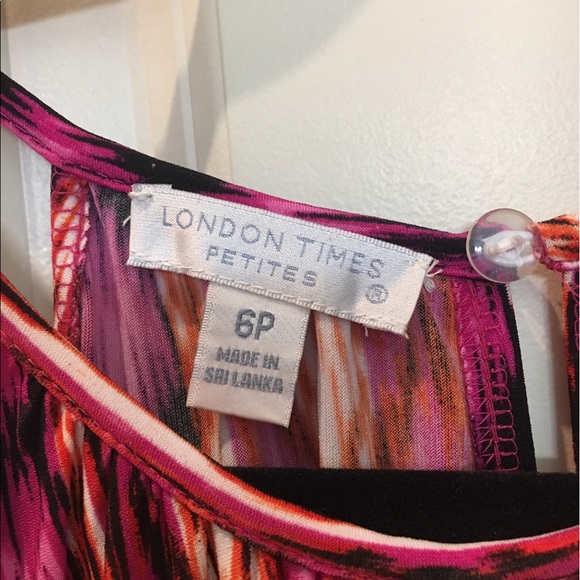 LONDON TIMES
PETITES ®
6P
MADE IN
SRI LANKA